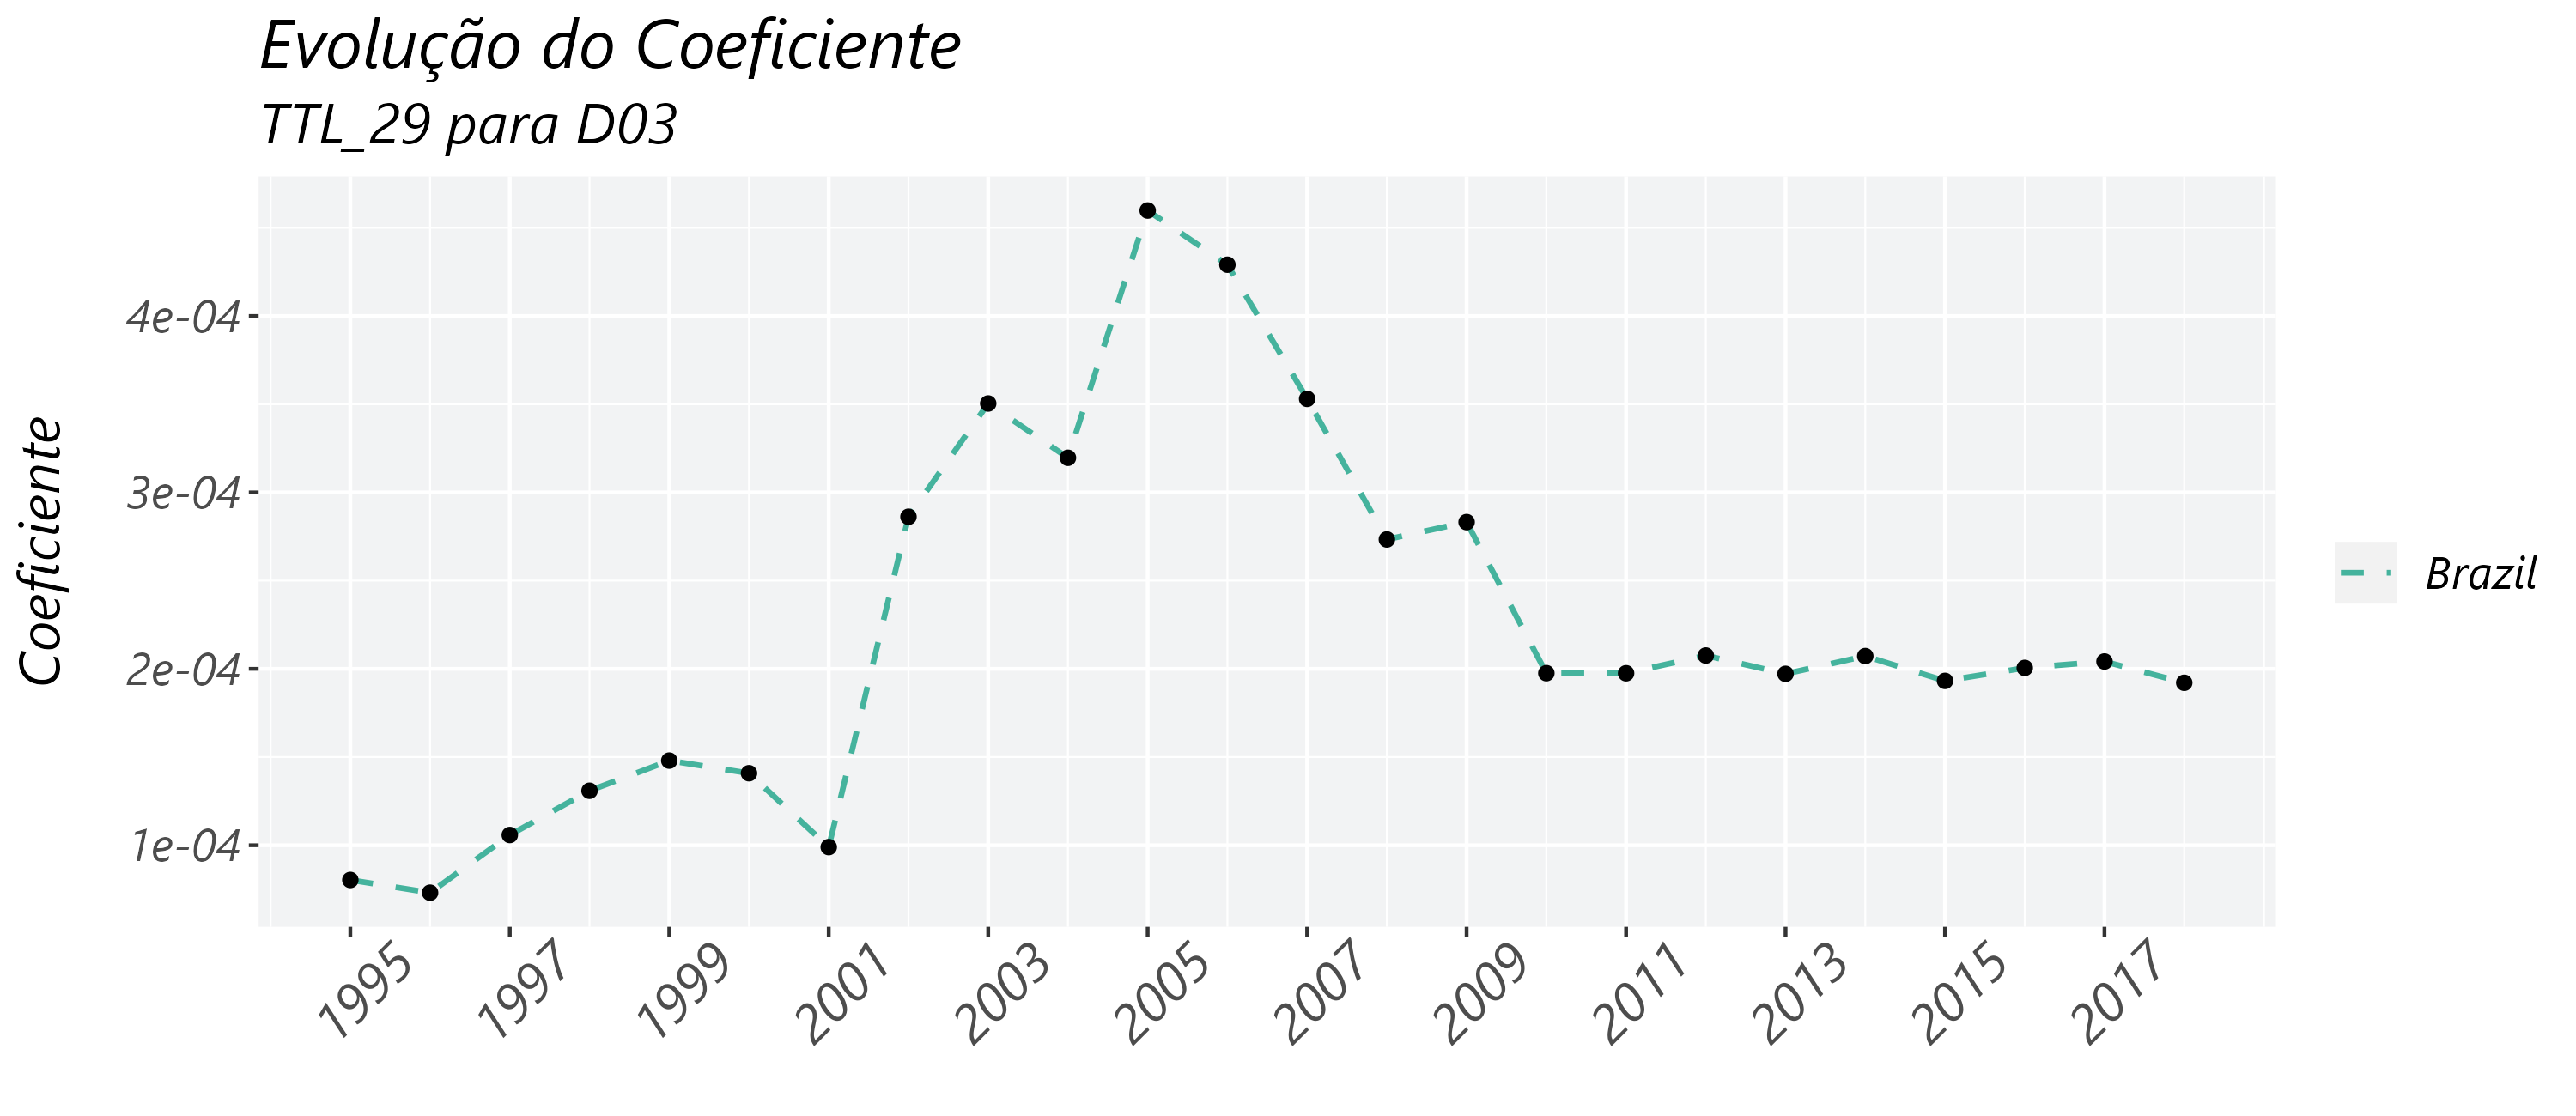 Evolução do Coeficiente
TTL_29 para D03
Coeficiente
4e-04
3e-04
2e-04
1e-04
1995
1997
1999
2001
2003
2005
2007
2009
2011
2013
2015
2017
Brazil